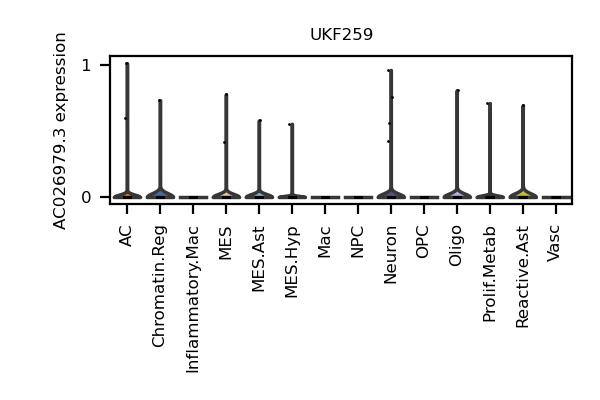 UKF259
AC026979.3 expression
1
0
AC
Chromatin.Reg
Inflammatory.Mac
MES
MES.Ast
MES.Hyp
Mac
NPC
Neuron
OPC
Oligo
Prolif.Metab
Reactive.Ast
Vasc